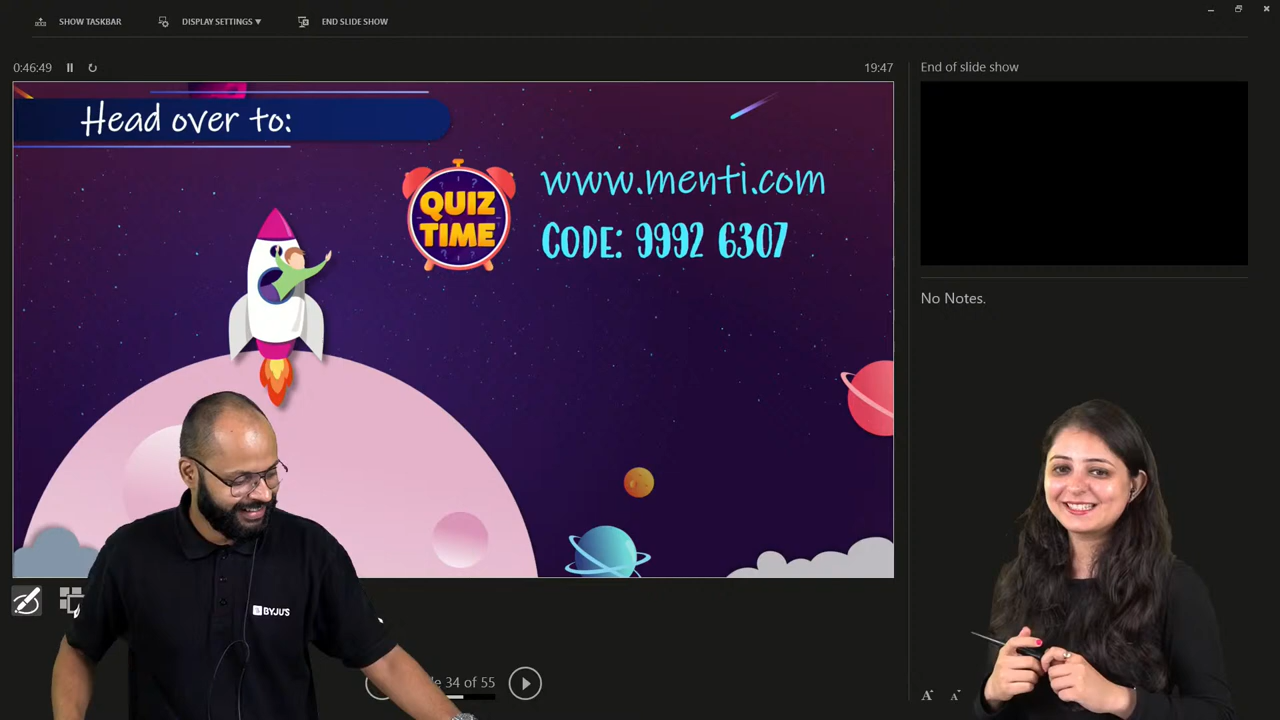 SHOW TASKBAR
DISPLAY SETTINGS ▼
END SLIDE SHOW
0:46:49
19:47
End of slide show
Head over to:
QUIZ
TIME
www.menti.com
CODE: 9992 6307
No Notes.
BYJU'S
34 of 55
A
A